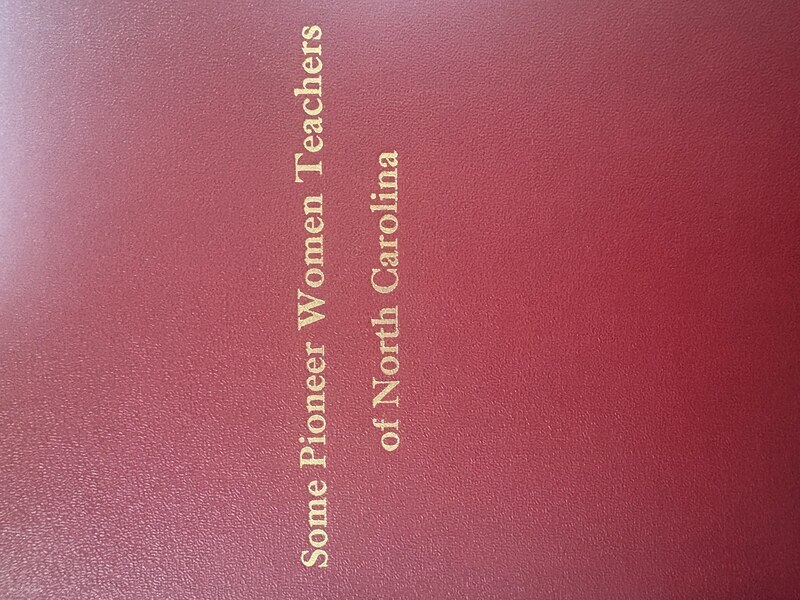 Some Pioneer Women Teachers
of North Carolina